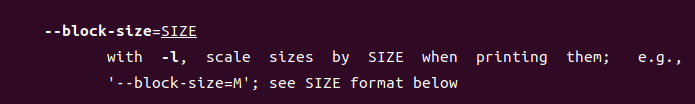 --block-size=SIZE
with -l, scale sizes by SIZE when printing them; e.g.,
'--block-size=M'; see SIZE format below